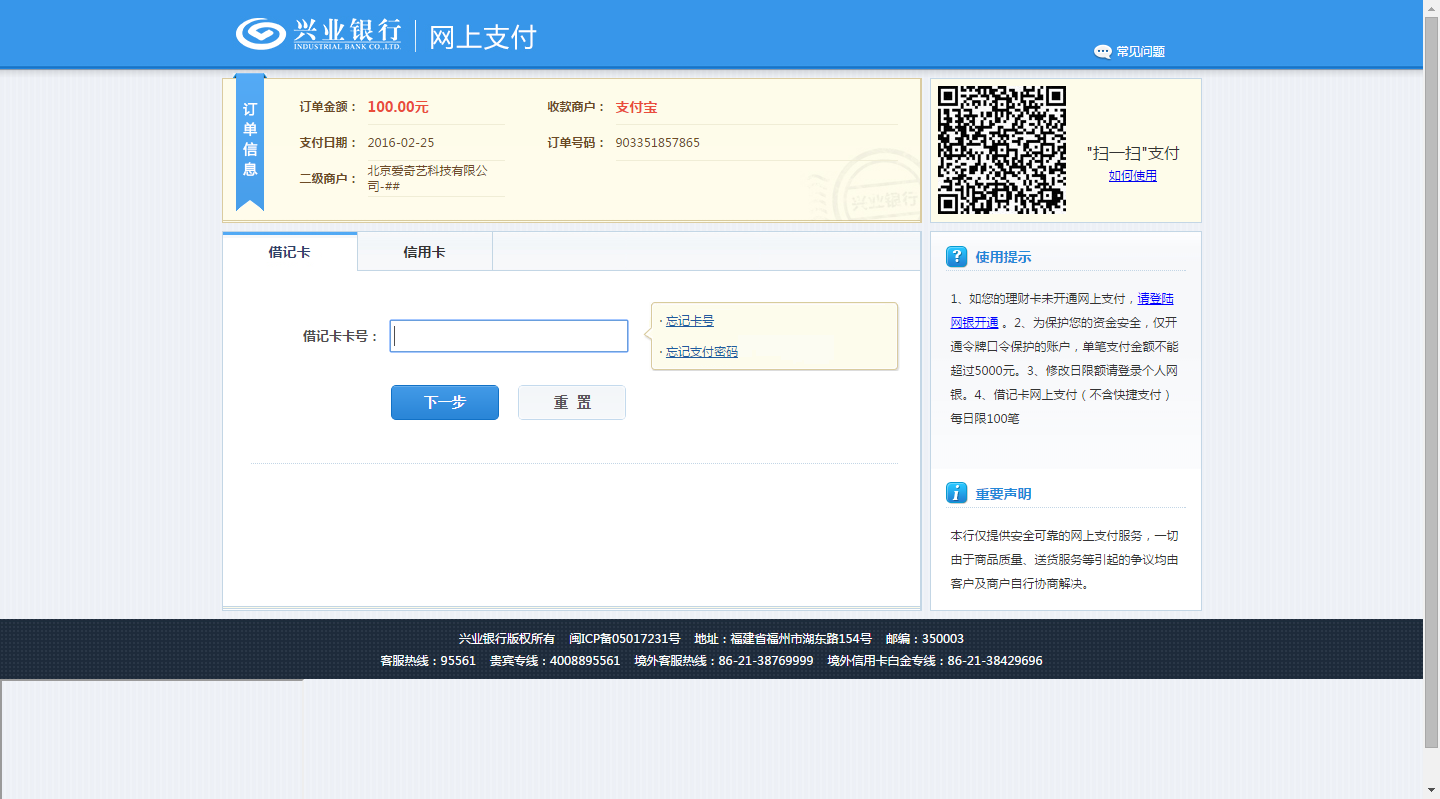 兴业银行 网上支付
INDUSTRIAL BANK CO.,LTD.
常见问题
订单信息
订单金额: 100.00元 收款商户: 支付宝
支付日期: 2016-02-25 订单号码: 903351857865
二级商户: 北京爱奇艺科技有限公
司-##
兴业银行
"扫一扫"支付
如何使用
借记卡 信用卡
借记卡卡号:
· 忘记卡号
· 忘记支付密码
下一步 重 置
? 使用提示
1、如您的理财卡未开通网上支付，请登陆
网银开通 。2、为保护您的资金安全，仅开
通令牌口令保护的账户，单笔支付金额不能
超过5000元。3、修改日限额请登录个人网
银。4、借记卡网上支付（不含快捷支付）
每日限100笔
i 重要声明
本行仅提供安全可靠的网上支付服务，一切
由于商品质量、送货服务等引起的争议均由
客户及商户自行协商解决。
兴业银行版权所有 闽ICP备05017231号 地址：福建省福州市湖东路154号 邮编：350003
客服热线：95561 贵宾专线：4008895561 境外客服热线：86-21-38769999 境外信用卡白金专线：86-21-38429696